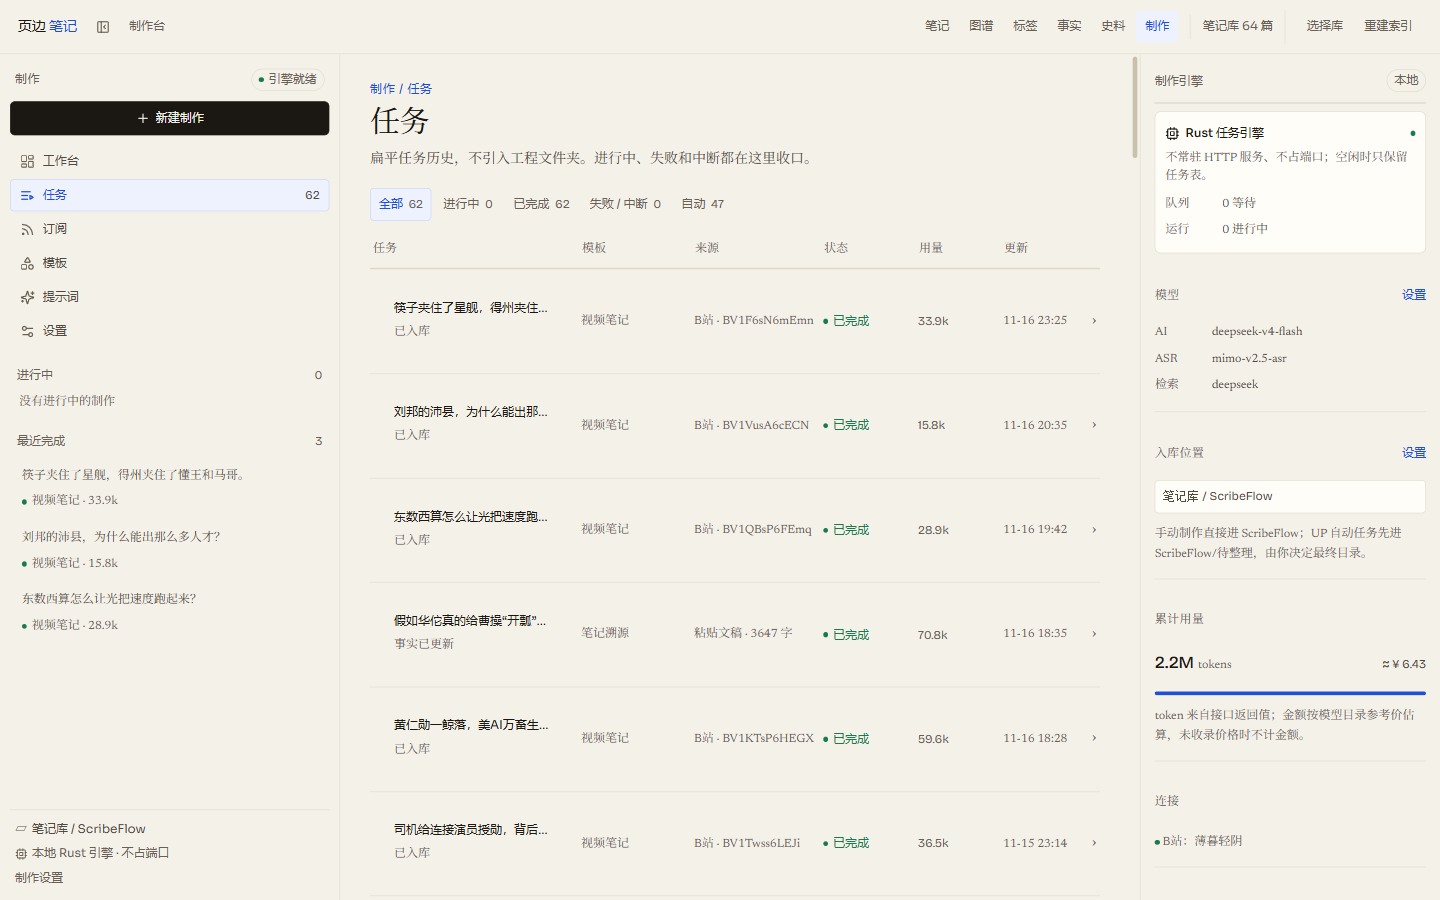 页边 笔记
制作台
笔记 图谱 标签 事实 史料 制作 笔记库 64 篇 选择库 重建索引
制作
引擎就绪
+ 新建制作
工作台
任务 62
订阅
模板
提示词
设置
进行中 0
没有进行中的制作
最近完成 3
筷子夹住了星舰，得州夹住了懂王和马哥。
视频笔记 · 33.9k
刘邦的沛县，为什么能出那么多人才？
视频笔记 · 15.8k
东数西算怎么让光把速度跑起来？
视频笔记 · 28.9k
笔记库 / ScribeFlow
本地 Rust 引擎 · 不占端口
制作设置
制作 / 任务
任务
扁平任务历史，不引入工程文件夹。进行中、失败和中断都在这里收口。
全部 62 进行中 0 已完成 62 失败 / 中断 0 自动 47
任务 模板 来源 状态 用量 更新
筷子夹住了星舰，得州夹住...
已入库
视频笔记 B站 · BV1F6sN6mEmn 已完成 33.9k 11-16 23:25 ›
刘邦的沛县，为什么能出那...
已入库
视频笔记 B站 · BV1VusA6cECN 已完成 15.8k 11-16 20:35 ›
东数西算怎么让光把速度跑...
已入库
视频笔记 B站 · BV1QBsP6FEmq 已完成 28.9k 11-16 19:42 ›
假如华佗真的给曹操“开瓢”...
事实已更新
笔记溯源 粘贴文稿 · 3647 字 已完成 70.8k 11-16 18:35 ›
黄仁勋一鲸落，美AI万畜生...
已入库
视频笔记 B站 · BV1KTsP6HEGX 已完成 59.6k 11-16 18:28 ›
司机给连接演员授勋，背后...
已入库
视频笔记 B站 · BV1Twss6LEJi 已完成 36.5k 11-15 23:14 ›
制作引擎 本地
Rust 任务引擎
不常驻 HTTP 服务、不占端口；空闲时只保留
任务表。
队列 0 等待
运行 0 进行中
模型 设置
AI deepseek-v4-flash
ASR mimo-v2.5-asr
检索 deepseek
入库位置 设置
笔记库 / ScribeFlow
手动制作直接进 ScribeFlow；UP 自动任务先进
ScribeFlow/待整理，由你决定最终目录。
累计用量
2.2M tokens ≈ ¥ 6.43
token 来自接口返回值；金额按模型目录参考价估
算，未收录价格时不计金额。
连接
B站：薄暮轻阴